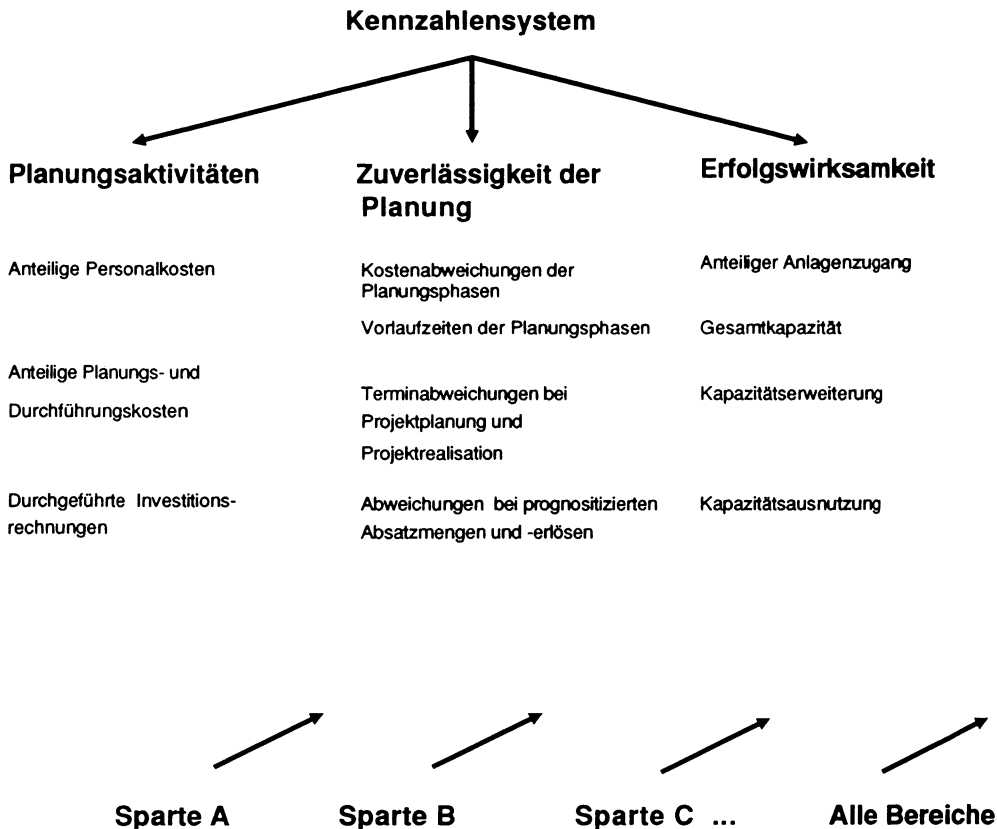 Kennzahlensystem
Planungsaktivitäten
Anteilige Personalkosten
Anteilige Planungs- und
Durchführungskosten
Durchgeführte Investitions-
rechnungen
Zuverlässigkeit der
Planung
Kostenabweichungen der
Planungsphasen
Vorlaufzeiten der Planungsphasen
Terminabweichungen bei
Projektplanung und
Projektrealisation
Abweichungen bei prognositizierten
Absatzmengen und -erlösen
Erfolgswirksamkeit
Anteiliger Anlagenzugang
Gesamtkapazität
Kapazitätserweiterung
Kapazitätsausnutzung
Sparte A
Sparte B
Sparte C ...
Alle Bereiche